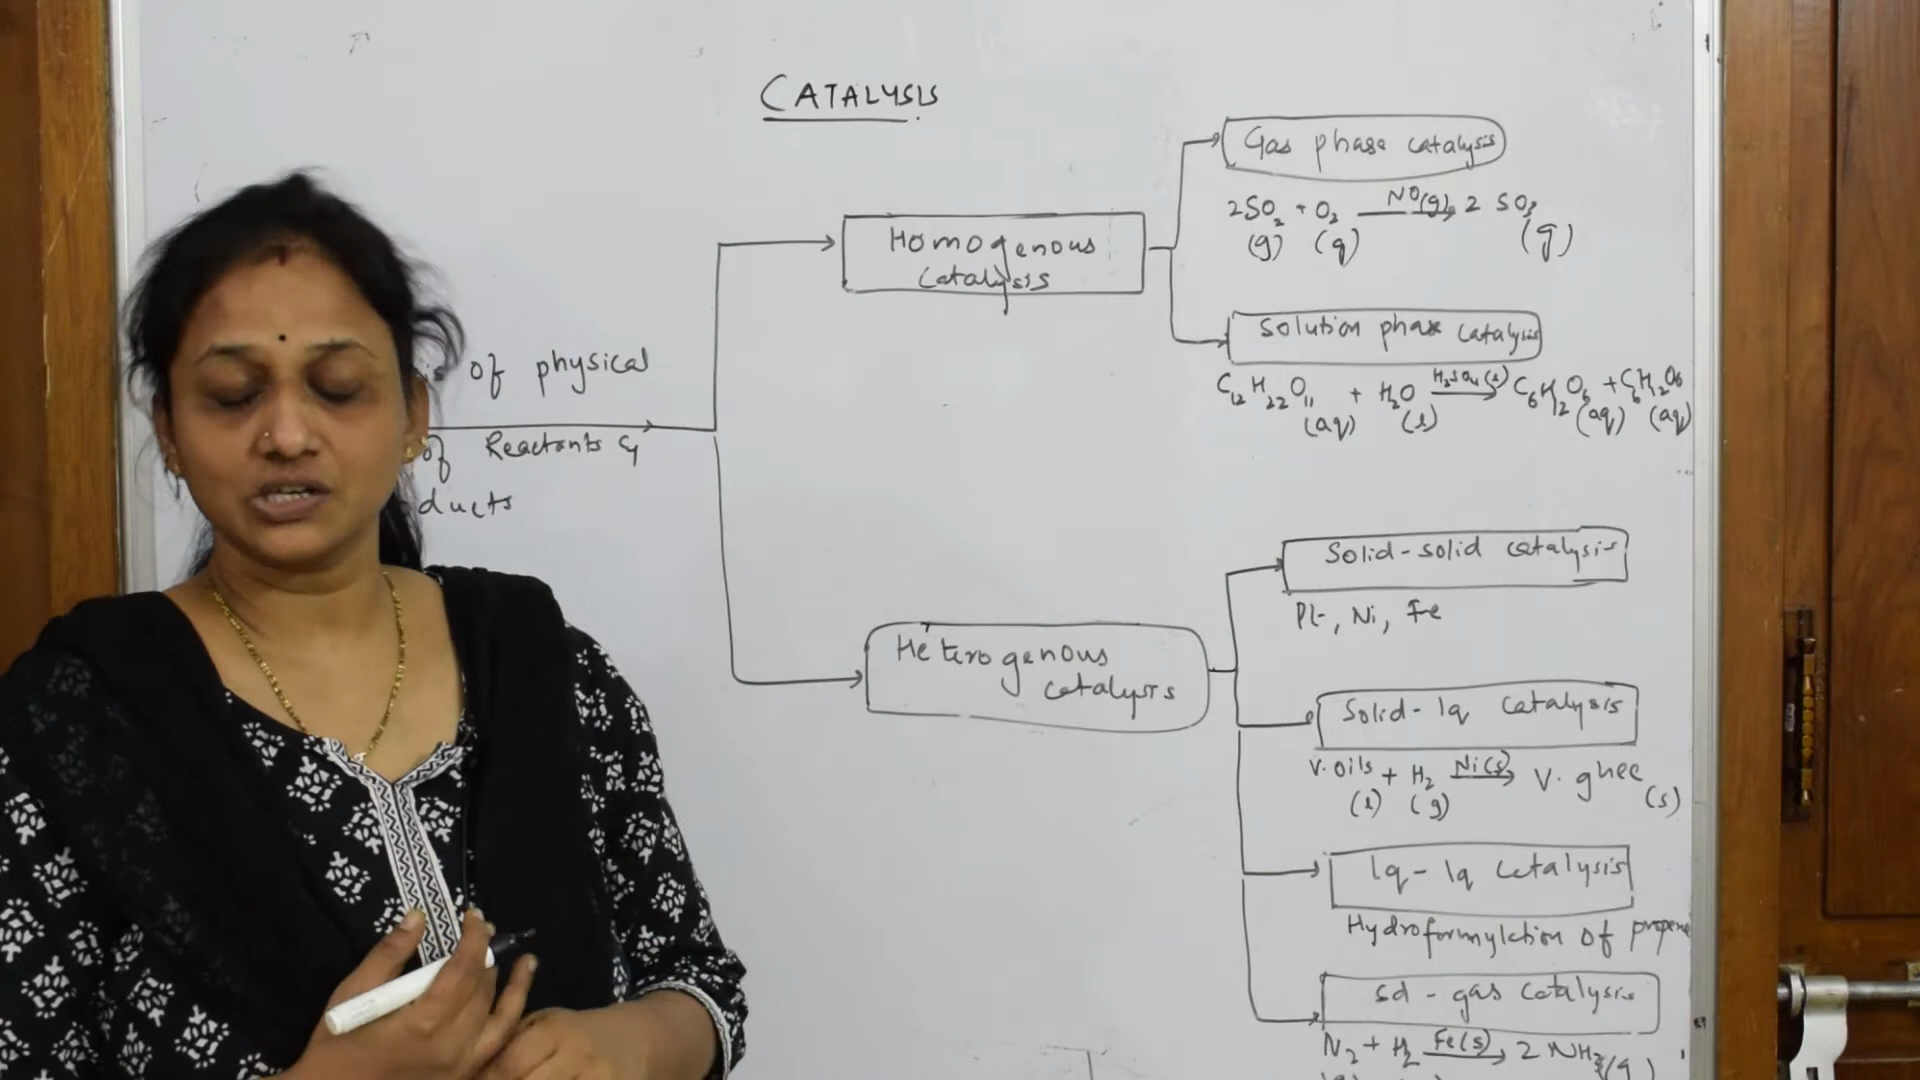 CATALYSIS
of physical
of Reactants &
ducts
Homogenous
Catalysis
Gas phase catalysis
2SO2 + O2 NO(g) → 2 SO3
(g) (g) (g)
Solution phase catalysis
C12H22O11 + H2O H2SO4(l) → C6H12O6 + C6H12O6
(aq) (l) (aq) (aq)
Heterogenous
catalysis
Solid-solid catalysis
Pt, Ni, Fe
Solid-lq catalysis
V.oils + H2 Ni(s) → V. ghee
(l) (g) (s)
lq-lq catalysis
Hydroformylation of propene
sd-gas catalysis
N2 + H2 Fe(s) → 2 NH3(g)